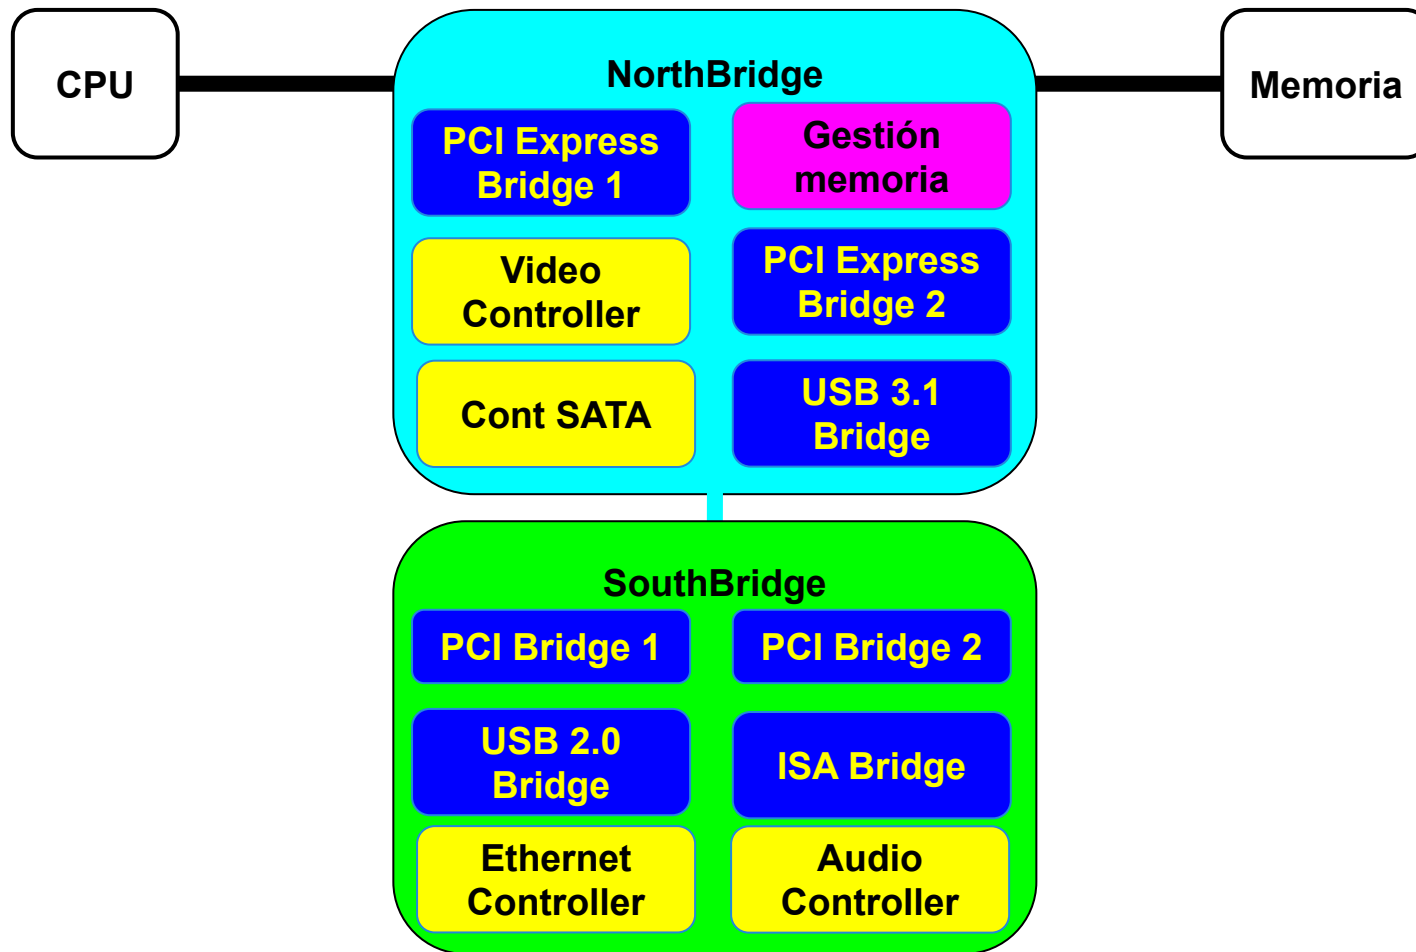 CPU
NorthBridge
Memoria
PCI Express
Bridge 1
Gestión
memoria
Video
Controller
PCI Express
Bridge 2
Cont SATA
USB 3.1
Bridge
SouthBridge
PCI Bridge 1
PCI Bridge 2
USB 2.0
Bridge
ISA Bridge
Ethernet
Controller
Audio
Controller